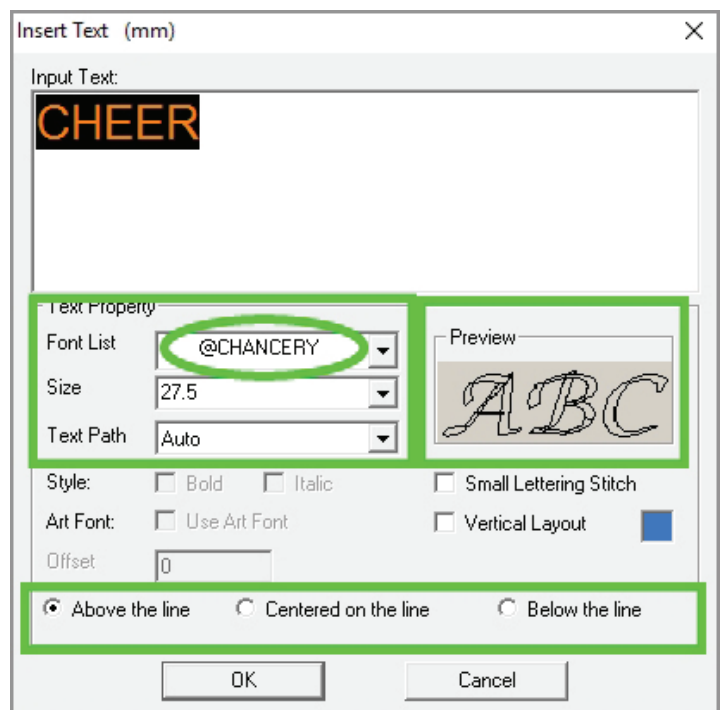 Insert Text (mm)
Input Text:
CHEER
Text Property
Font List @CHANCERY
Preview
Size 27.5
ABC
Text Path Auto
Style: Bold Italic Small Lettering Stitch
Art Font: Use Art Font Vertical Layout
Offset 0
Above the line Centered on the line Below the line
OK Cancel